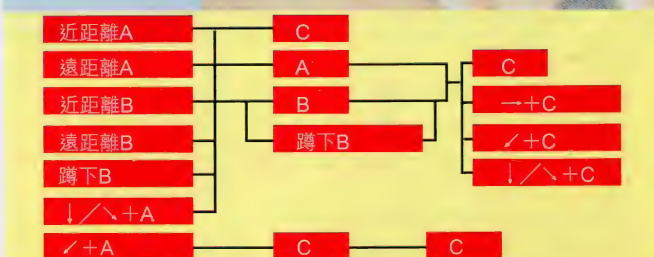 近距離A C
遠距離A A C
近距離B B →+C
遠距離B 蹲下B ↙+C
蹲下B ↓/↘+C
↓/↘+A
↙+A C C